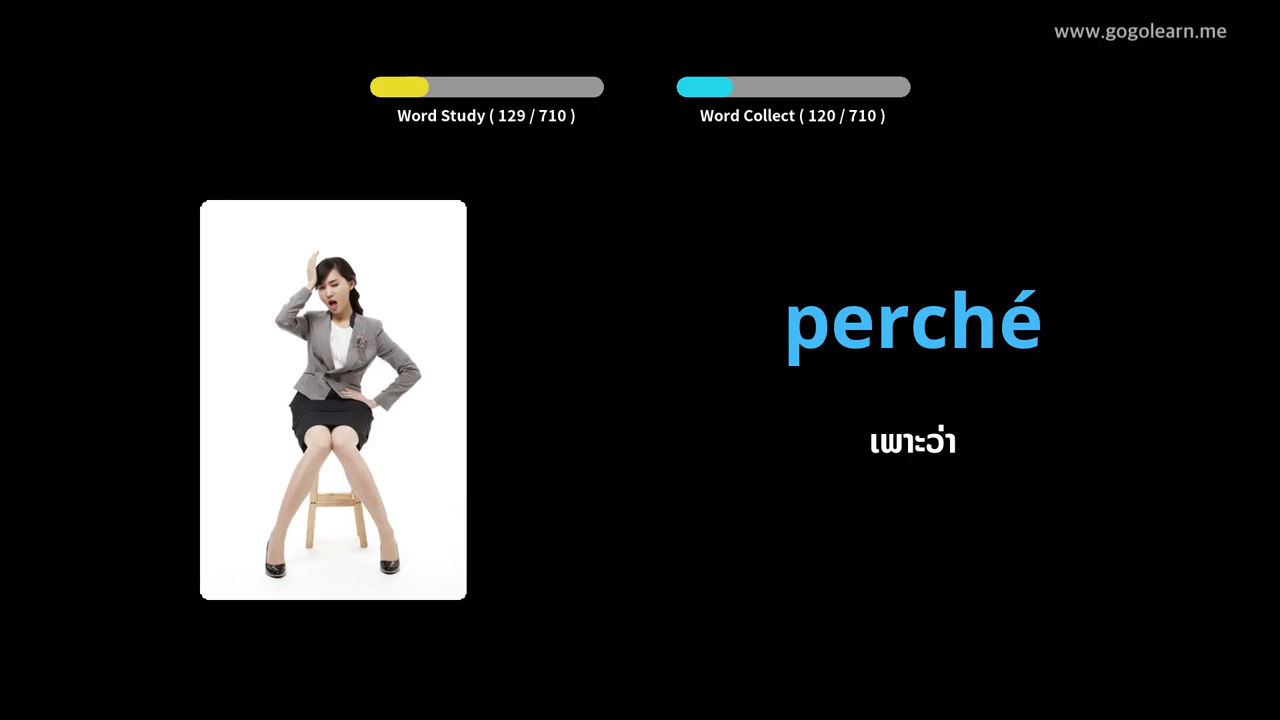 www.gogolearn.me
Word Study ( 129 / 710 )
Word Collect ( 120 / 710 )
perché
เพาะว่า